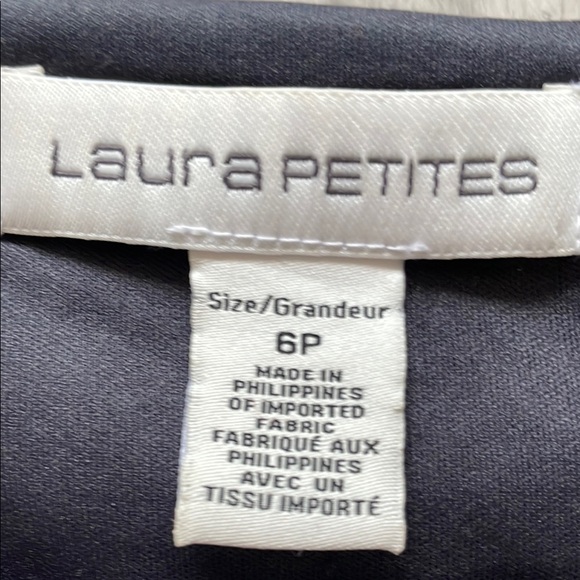 Laura PETITES
Size/Grandeur
6P
MADE IN
PHILIPPINES
OF IMPORTED
FABRIC
FABRIQUÉ AUX
PHILIPPINES
AVEC UN
TISSU IMPORTÉ